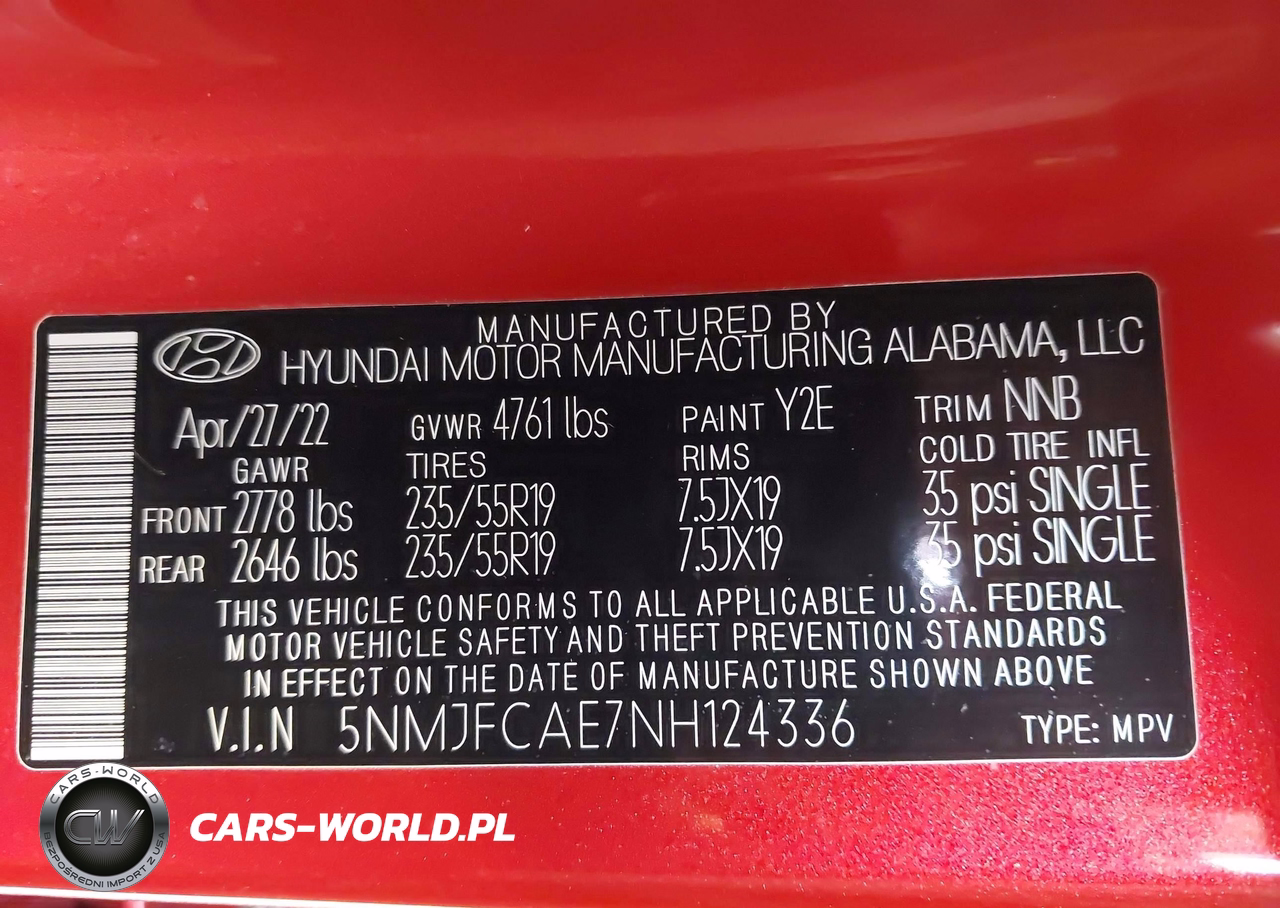 MANUFACTURED BY
HYUNDAI MOTOR MANUFACTURING ALABAMA, LLC
Apr/27/22 GVWR 4761 lbs PAINT Y2E TRIM NNB
GAWR TIRES RIMS COLD TIRE INFL
FRONT 2778 lbs 235/55R19 7.5JX19 35 psi SINGLE
REAR 2646 lbs 235/55R19 7.5JX19 35 psi SINGLE
THIS VEHICLE CONFORMS TO ALL APPLICABLE U.S.A. FEDERAL
MOTOR VEHICLE SAFETY AND THEFT PREVENTION STANDARDS
IN EFFECT ON THE DATE OF MANUFACTURE SHOWN ABOVE
V.I.N 5NMJFCAE7NH124336 TYPE: MPV
CARS-WORLD
CW
BEZPOŚREDNI IMPORT Z USA
CARS-WORLD.PL